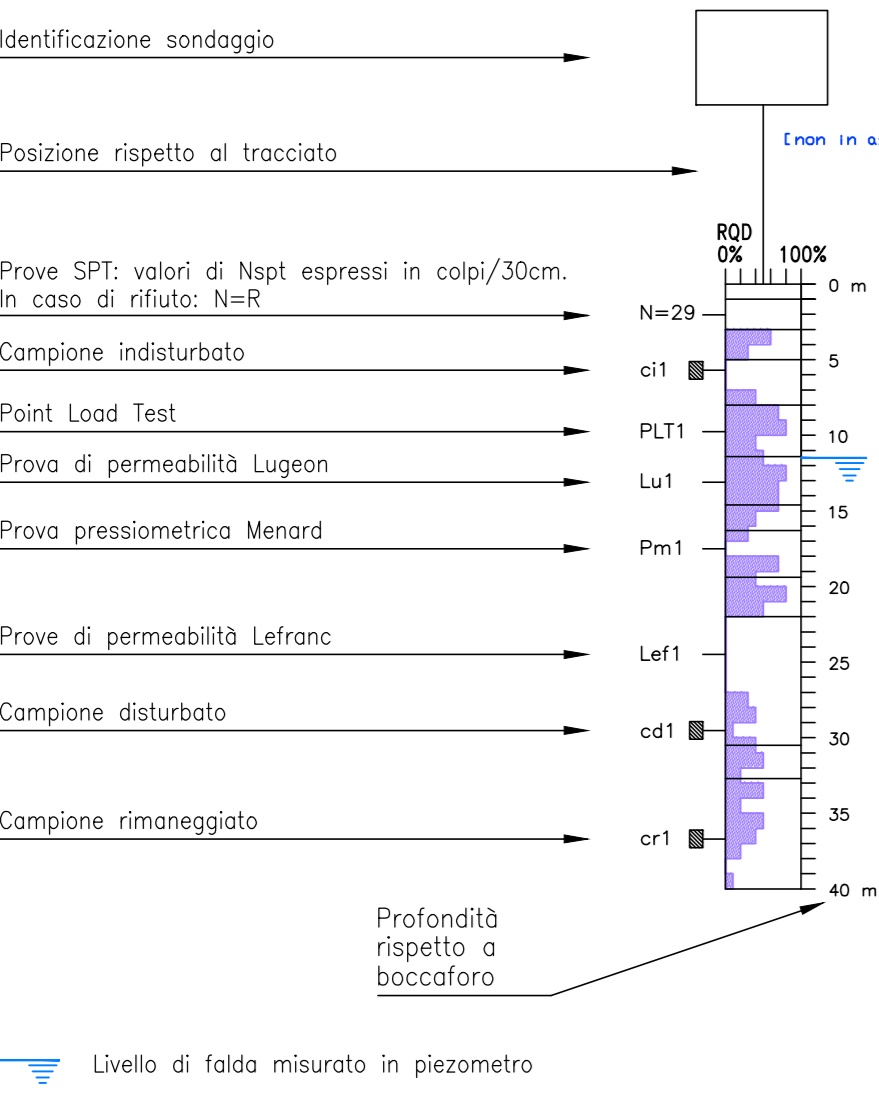 Identificazione sondaggio
Posizione rispetto al tracciato
[non in
RQD
0% 100%
Prove SPT: valori di Nspt espressi in colpi/30cm.
In caso di rifiuto: N=R
0 m
N=29
Campione indisturbato
ci1
5
Point Load Test
PLT1
10
Prova di permeabilità Lugeon
Lu1
15
Prova pressiometrica Menard
Pm1
20
Prove di permeabilità Lefranc
Lef1
25
Campione disturbato
cd1
30
Campione rimaneggiato
cr1
35
40 m
Profondità
rispetto a
boccaforo
Livello di falda misurato in piezometro